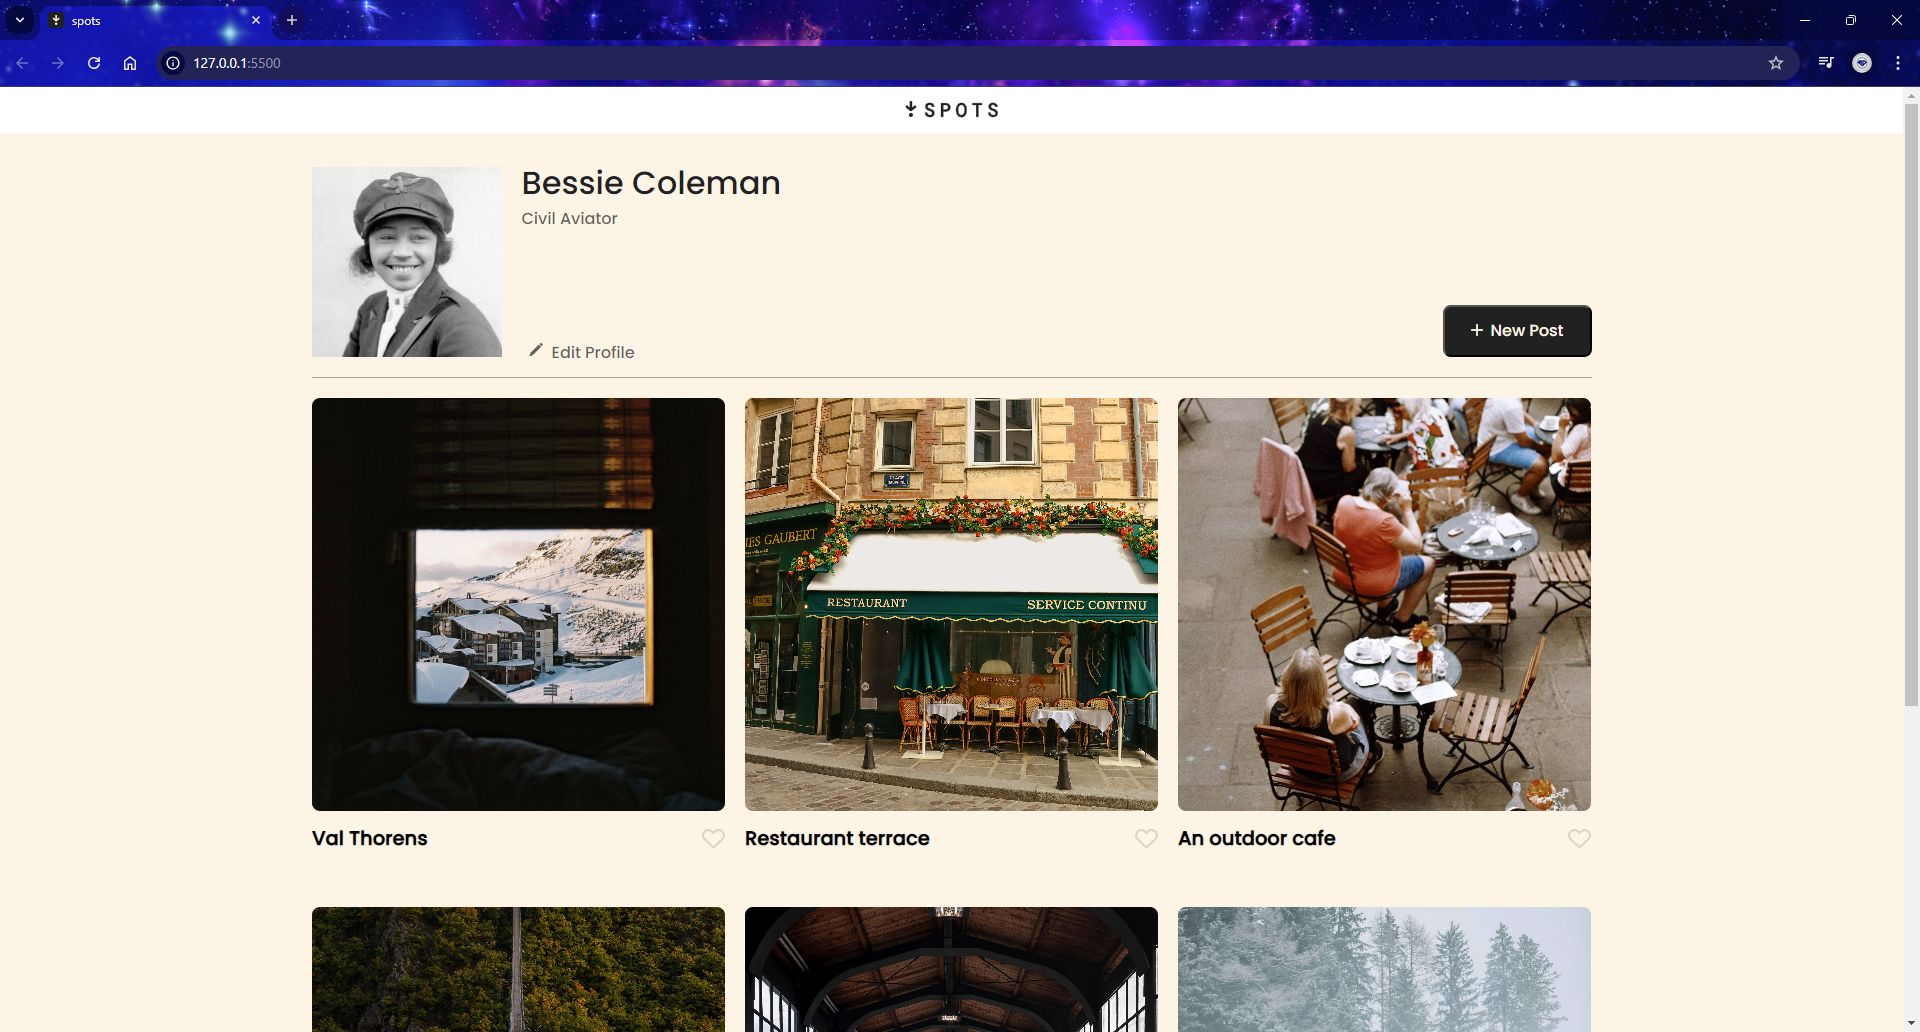 spots
127.0.0.1:5500
SPOTS
Bessie Coleman
Civil Aviator
Edit Profile
+ New Post
ES GAUBERT
RESTAURANT
SERVICE CONTINU
Val Thorens
Restaurant terrace
An outdoor cafe